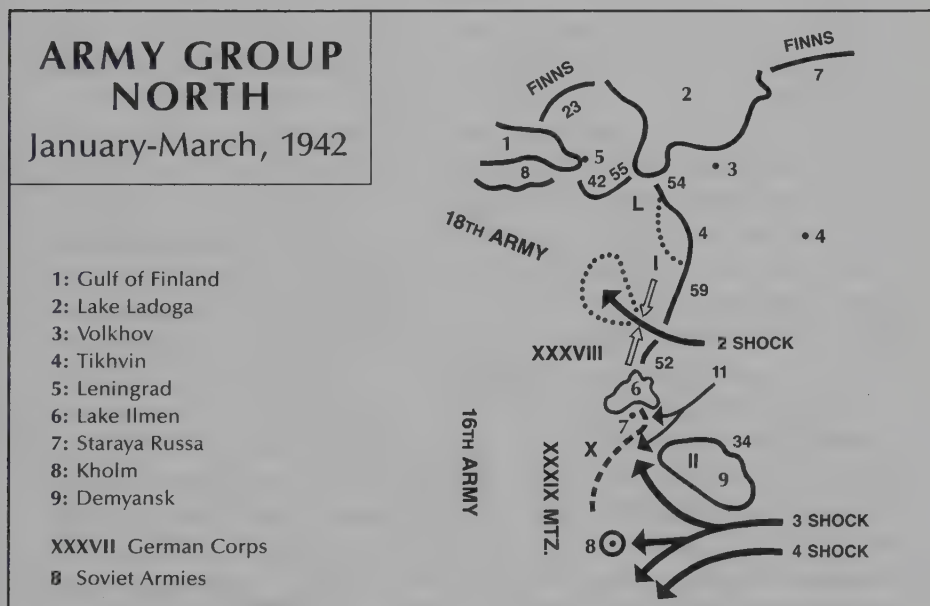 ARMY GROUP
NORTH
January-March, 1942
1: Gulf of Finland
2: Lake Ladoga
3: Volkhov
4: Tikhvin
5: Leningrad
6: Lake Ilmen
7: Staraya Russa
8: Kholm
9: Demyansk
XXXVII German Corps
8 Soviet Armies
FINNS
7
FINNS
23
2
1
5
8
42
55
54
3
L
18TH ARMY
4
4
I
59
2 SHOCK
XXXVIII
52
11
6
7
16TH ARMY
XXXIX MTZ.
X
II
34
9
3 SHOCK
8
4 SHOCK